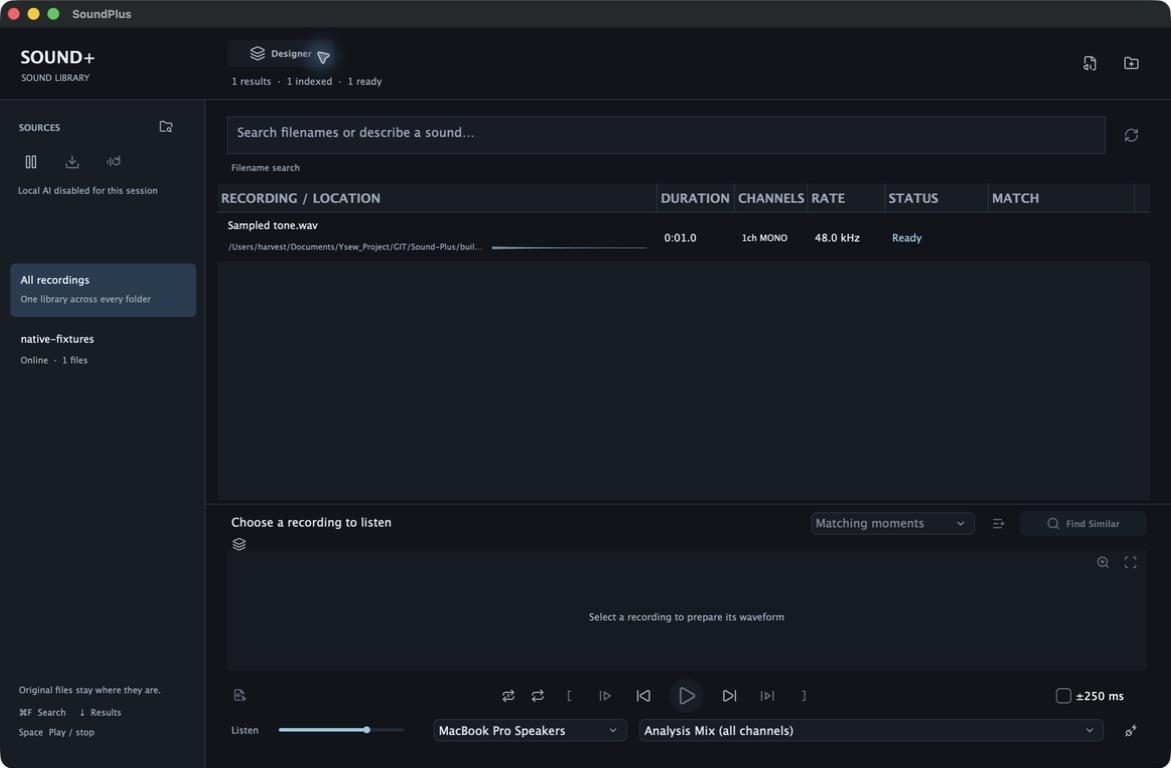 SoundPlus
SOUND+
SOUND LIBRARY
Designer
1 results · 1 indexed · 1 ready
SOURCES
Local AI disabled for this session
All recordings
One library across every folder
native-fixtures
Online · 1 files
Original files stay where they are.
⌘F Search ↓ Results
Space Play / stop
Search filenames or describe a sound...
Filename search
RECORDING / LOCATION DURATION CHANNELS RATE STATUS MATCH
Sampled tone.wav
/Users/harvest/Documents/Ysew_Project/GIT/Sound-Plus/buil... 0:01.0 1ch MONO 48.0 kHz Ready
Choose a recording to listen
Matching moments
Find Similar
Select a recording to prepare its waveform
±250 ms
Listen
MacBook Pro Speakers
Analysis Mix (all channels)